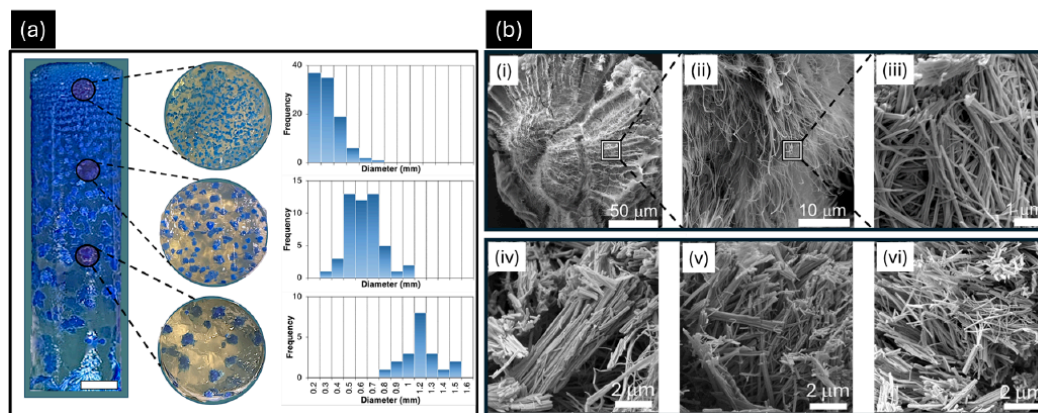 (a)
Frequency
40
20
0
Diameter (mm)
Frequency
15
10
5
0
Diameter (mm)
Frequency
10
5
0
0.2 0.3 0.4 0.5 0.6 0.7 0.8 0.9 1 1.1 1.2 1.3 1.4 1.5 1.6
Diameter (mm)
(b)
(i) (ii) (iii)
50 μm 10 μm 1 μm
(iv) (v) (vi)
2 μm 2 μm 2 μm